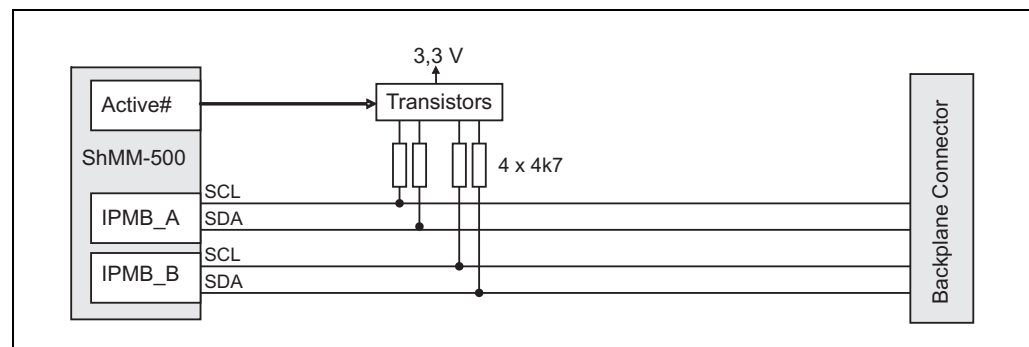 3,3 V
Active#
Transistors
ShMM-500
4 x 4k7
SCL
IPMB_A
SDA
SCL
IPMB_B
SDA
Backplane Connector